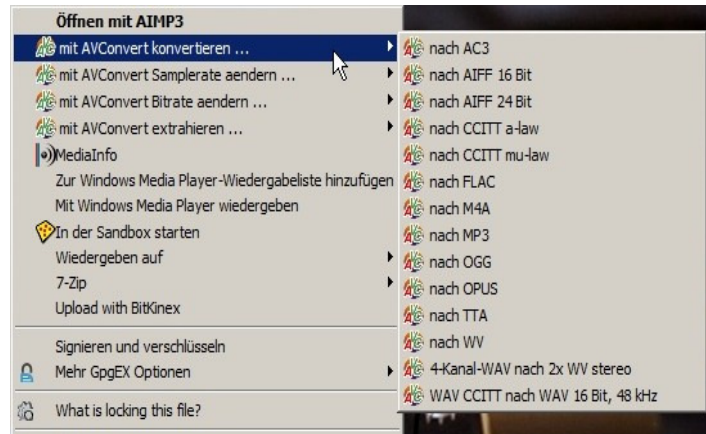 Öffnen mit AIMP3
mit AVConvert konvertieren ...
mit AVConvert Samplerate aendern ...
mit AVConvert Bitrate aendern ...
mit AVConvert extrahieren ...
MediaInfo
Zur Windows Media Player-Wiedergabeliste hinzufügen
Mit Windows Media Player wiedergeben
In der Sandbox starten
Wiedergeben auf
7-Zip
Upload with BitKinex
Signieren und verschlüsseln
Mehr GpgEX Optionen
What is locking this file?
nach AC3
nach AIFF 16 Bit
nach AIFF 24 Bit
nach CCITT a-law
nach CCITT mu-law
nach FLAC
nach M4A
nach MP3
nach OGG
nach OPUS
nach TTA
nach WV
4-Kanal-WAV nach 2x WV stereo
WAV CCITT nach WAV 16 Bit, 48 kHz